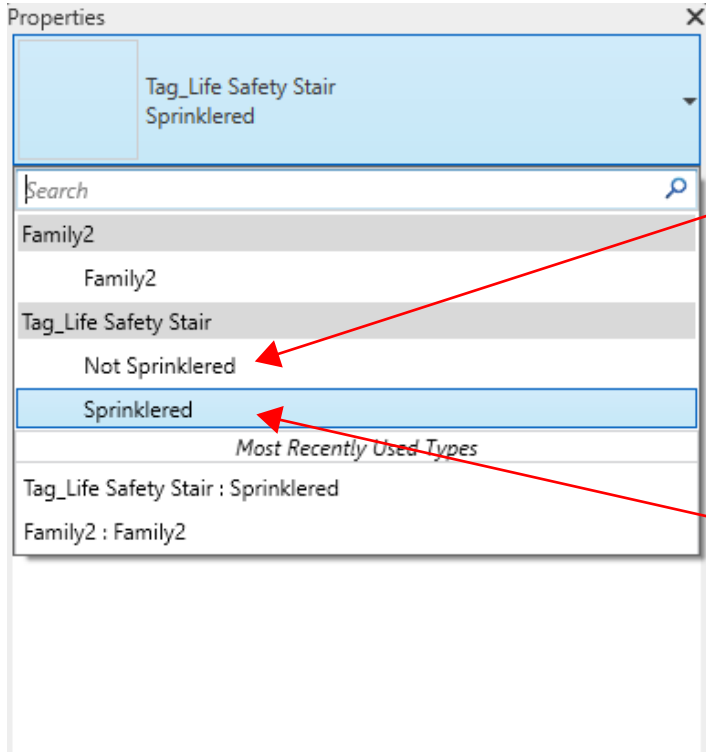 Properties
Tag_Life Safety Stair
Sprinklered
Search
Family2
Family2
Tag_Life Safety Stair
Not Sprinklered
Sprinklered
Most Recently Used Types
Tag_Life Safety Stair : Sprinklered
Family2 : Family2